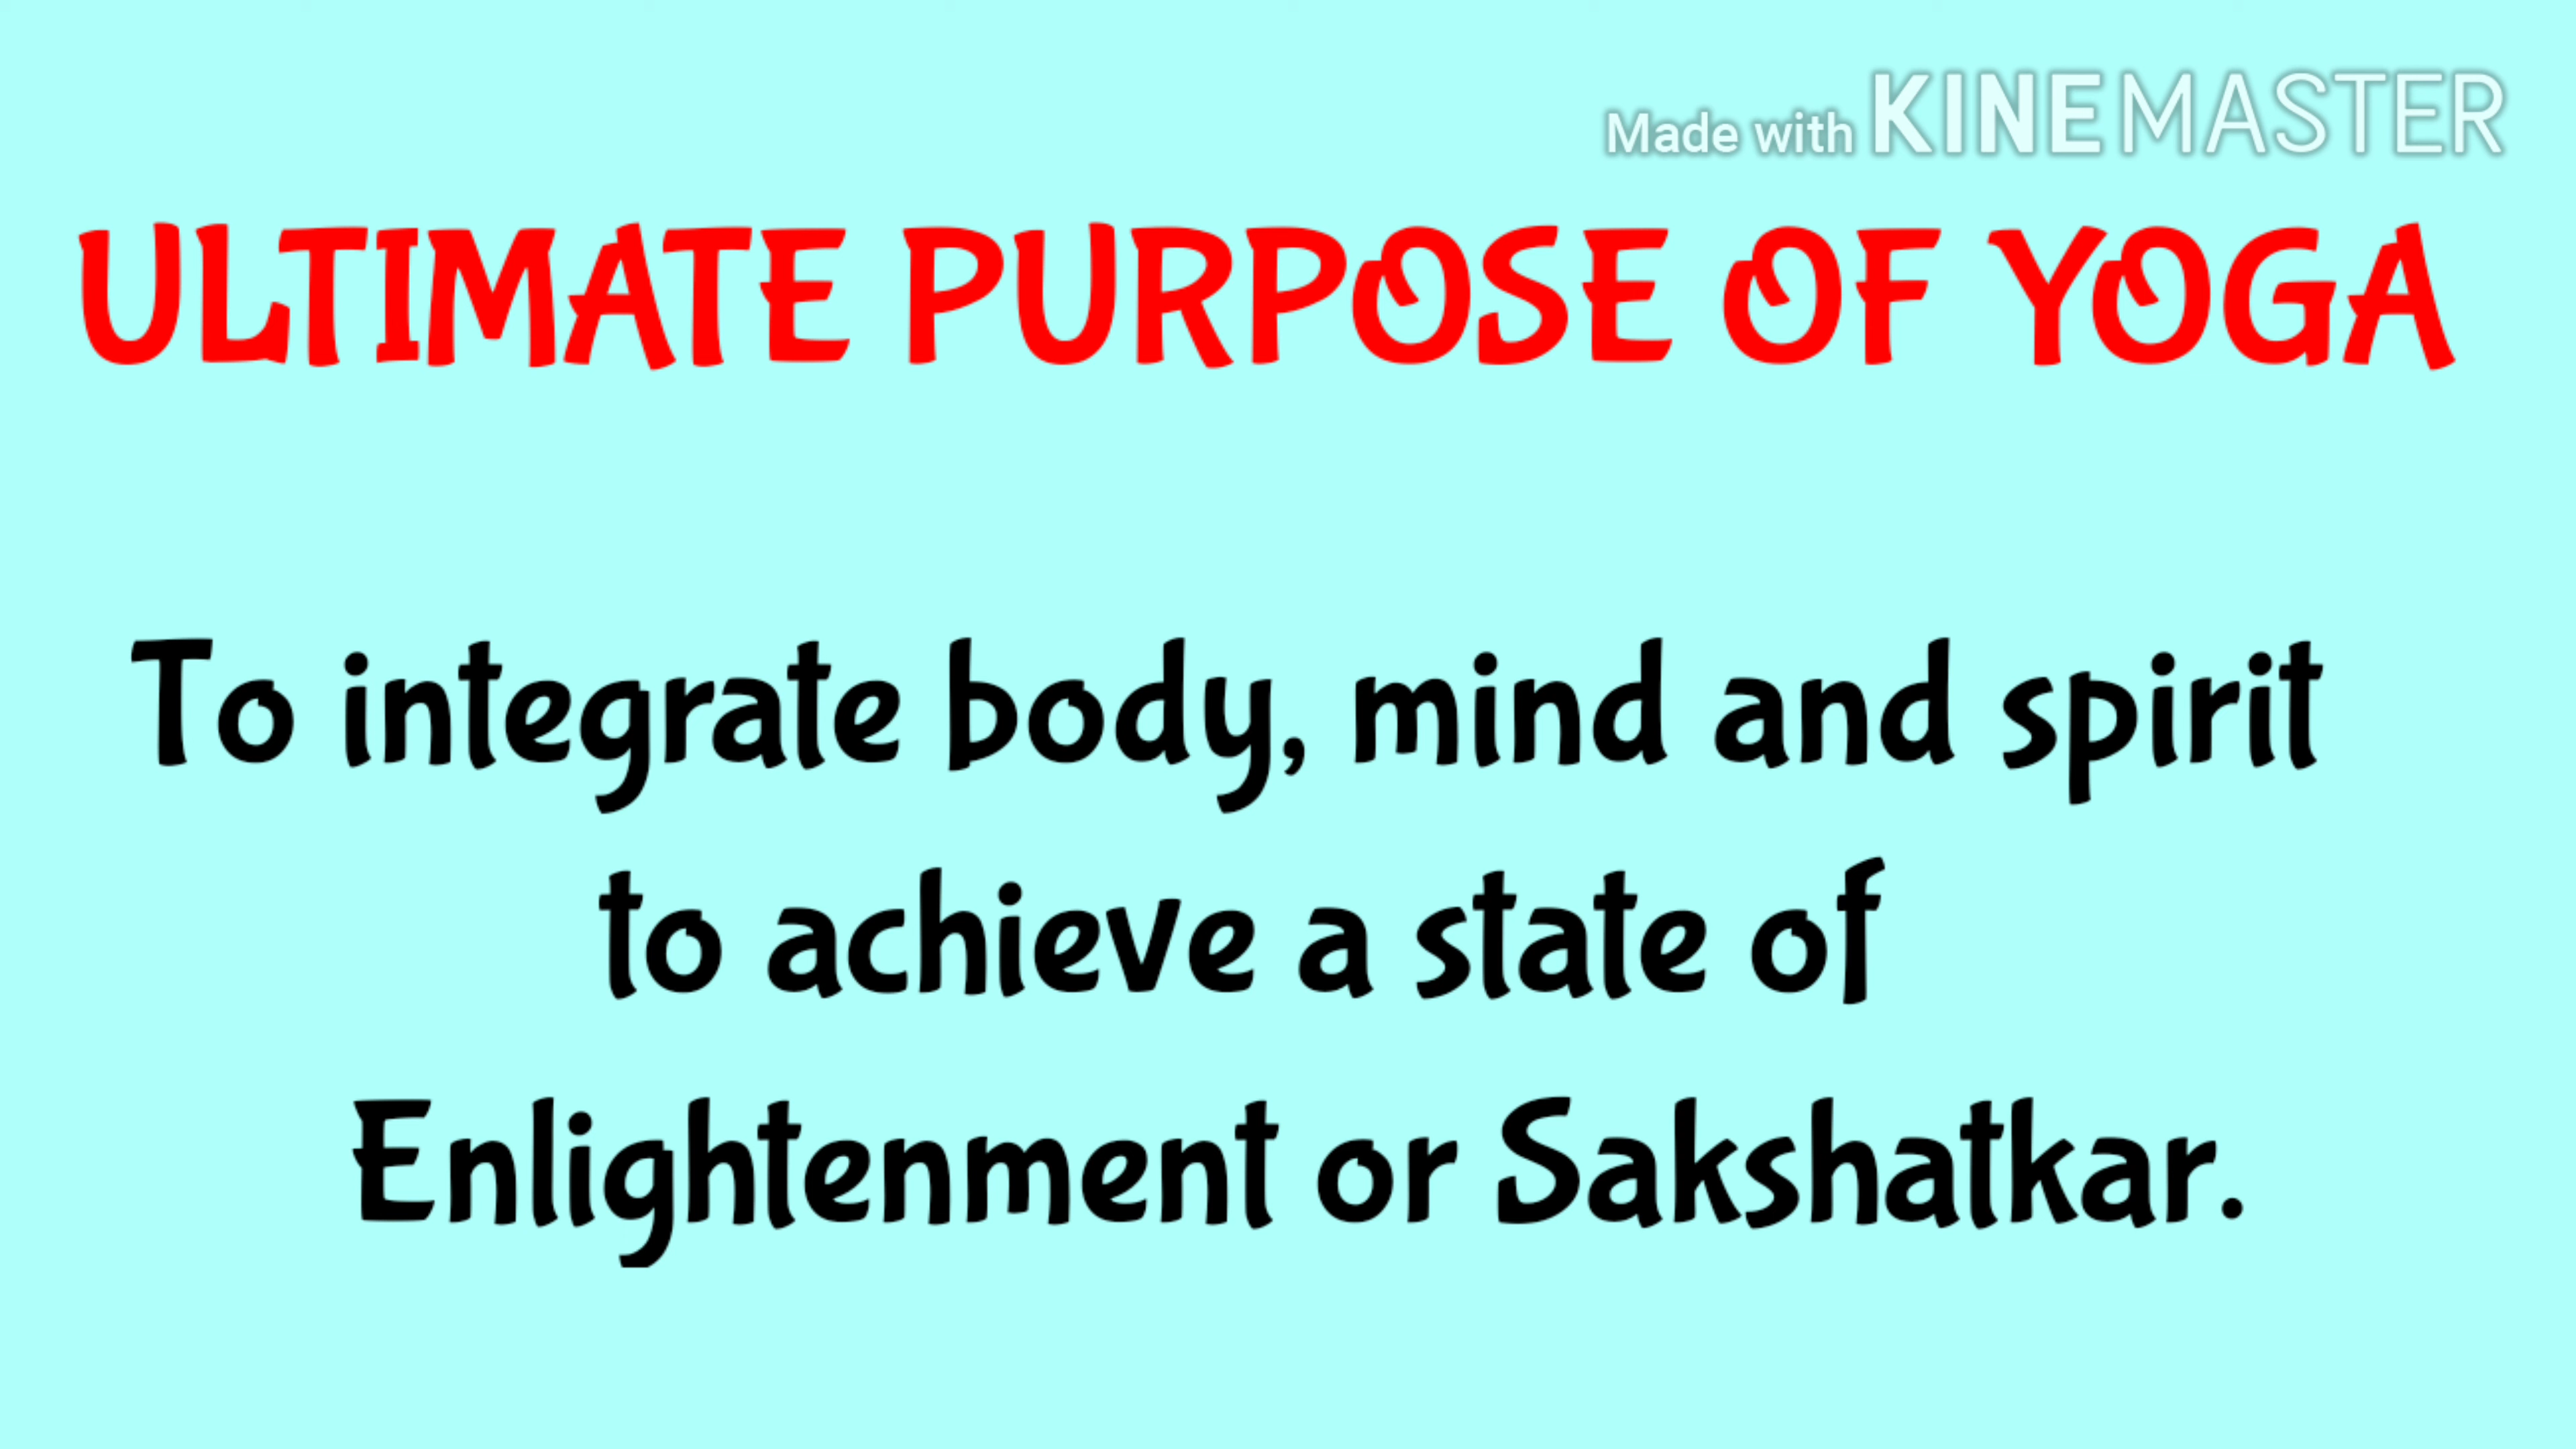 Made with KINEMASTER
ULTIMATE PURPOSE OF YOGA
To integrate body, mind and spirit
to achieve a state of
Enlightenment or Sakshatkar.